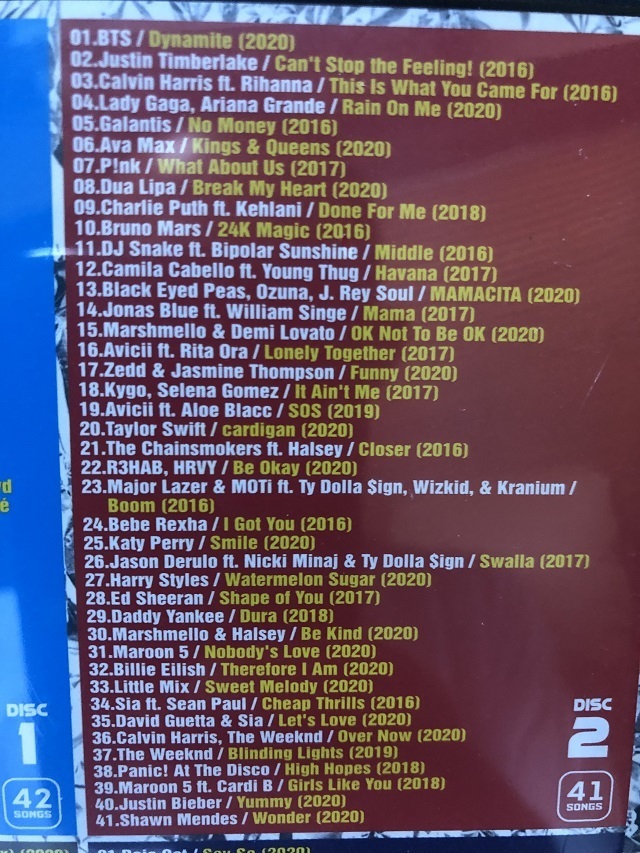 01.BTS / Dynamite (2020)
02.Justin Timberlake / Can't Stop the Feeling! (2016)
03.Calvin Harris ft. Rihanna / This Is What You Came For (2016)
04.Lady Gaga, Ariana Grande / Rain On Me (2020)
05.Galantis / No Money (2016)
06.Ava Max / Kings & Queens (2020)
07.P!nk / What About Us (2017)
08.Dua Lipa / Break My Heart (2020)
09.Charlie Puth ft. Kehlani / Done For Me (2018)
10.Bruno Mars / 24K Magic (2016)
11.DJ Snake ft. Bipolar Sunshine / Middle (2016)
12.Camila Cabello ft. Young Thug / Havana (2017)
13.Black Eyed Peas, Ozuna, J. Rey Soul / MAMACITA (2020)
14.Jonas Blue ft. William Singe / Mama (2017)
15.Marshmello & Demi Lovato / OK Not To Be OK (2020)
16.Avicii ft. Rita Ora / Lonely Together (2017)
17.Zedd & Jasmine Thompson / Funny (2020)
18.Kygo, Selena Gomez / It Ain't Me (2017)
19.Avicii ft. Aloe Blacc / SOS (2019)
20.Taylor Swift / cardigan (2020)
21.The Chainsmokers ft. Halsey / Closer (2016)
22.R3HAB, HRVY / Be Okay (2020)
23.Major Lazer & MOTi ft. Ty Dolla $ign, Wizkid, & Kranium /
Boom (2016)
24.Bebe Rexha / I Got You (2016)
25.Katy Perry / Smile (2020)
26.Jason Derulo ft. Nicki Minaj & Ty Dolla $ign / Swalla (2017)
27.Harry Styles / Watermelon Sugar (2020)
28.Ed Sheeran / Shape of You (2017)
29.Daddy Yankee / Dura (2018)
30.Marshmello & Halsey / Be Kind (2020)
31.Maroon 5 / Nobody's Love (2020)
32.Billie Eilish / Therefore I Am (2020)
33.Little Mix / Sweet Melody (2020)
34.Sia ft. Sean Paul / Cheap Thrills (2016)
35.David Guetta & Sia / Let's Love (2020)
36.Calvin Harris, The Weeknd / Over Now (2020)
37.The Weeknd / Blinding Lights (2019)
38.Panic! At The Disco / High Hopes (2018)
39.Maroon 5 ft. Cardi B / Girls Like You (2018)
40.Justin Bieber / Yummy (2020)
41.Shawn Mendes / Wonder (2020)
DISC
1
42
SONGS
DISC
2
41
SONGS